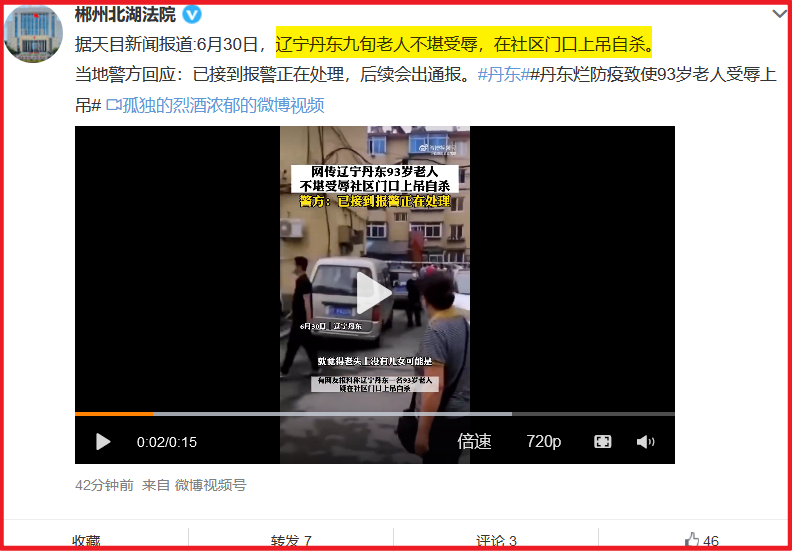 郴州北湖法院
据天目新闻报道:6月30日，辽宁丹东九旬老人不堪受辱，在社区门口上吊自杀。
当地警方回应：已接到报警正在处理，后续会出通报。#丹东##丹东烂防疫致使93岁老人受辱上
吊# 孤独的烈酒浓郁的微博视频
网传辽宁丹东93岁老人
不堪受辱社区门口上吊自杀
警方：已接到报警正在处理
6月30日 辽宁丹东
就觉得老头上没有儿女可能是
有网友报料称辽宁丹东一名93岁老人
疑在社区门口上吊自杀
0:02/0:15
倍速
720p
42分钟前 来自 微博视频号
收藏
转发 7
评论 3
46